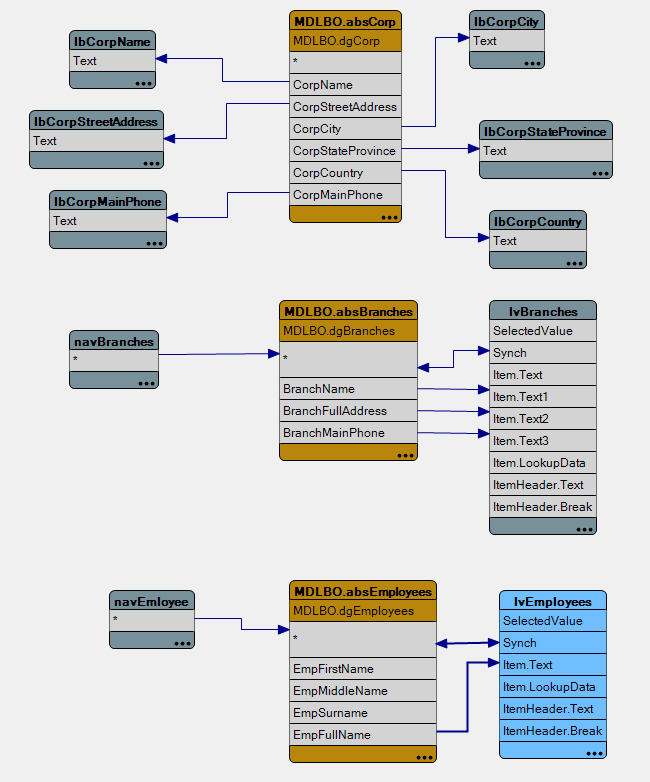 MDLBO.absCorp
MDLBO.dgCorp
*
CorpName
CorpStreetAddress
CorpCity
CorpStateProvince
CorpCountry
CorpMainPhone
lbCorpName
Text
lbCorpStreetAddress
Text
lbCorpMainPhone
Text
lbCorpCity
Text
lbCorpStateProvince
Text
lbCorpCountry
Text
navBranches
*
MDLBO.absBranches
MDLBO.dgBranches
*
BranchName
BranchFullAddress
BranchMainPhone
lvBranches
SelectedValue
Synch
Item.Text
Item.Text1
Item.Text2
Item.Text3
Item.LookupData
ItemHeader.Text
ItemHeader.Break
navEmloyee
*
MDLBO.absEmployees
MDLBO.dgEmployees
*
EmpFirstName
EmpMiddleName
EmpSurname
EmpFullName
lvEmployees
SelectedValue
Synch
Item.Text
Item.LookupData
ItemHeader.Text
ItemHeader.Break